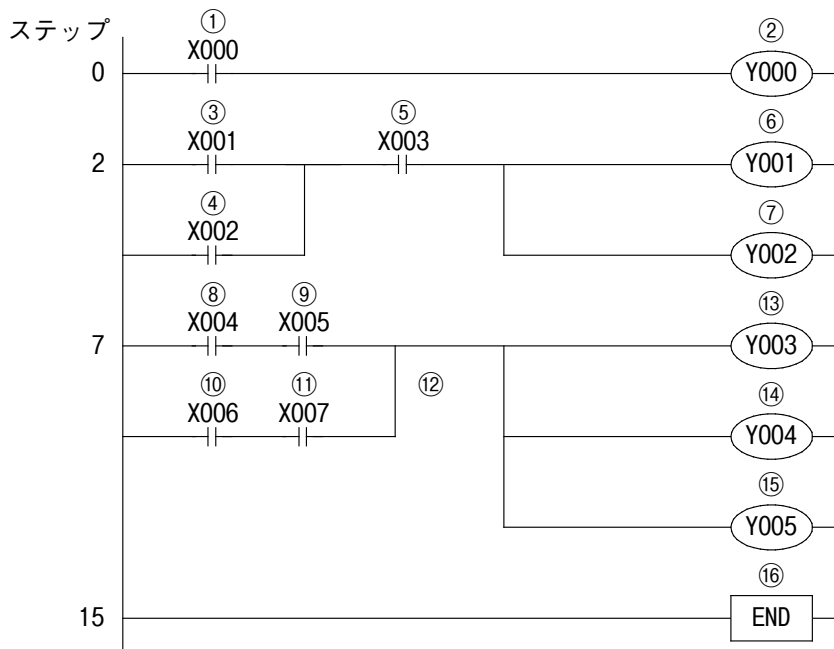 ステップ
① ②
X000
0 Y000
③ ⑤ ⑥
X001 X003
2 Y001
④ ⑦
X002 Y002
⑧ ⑨ ⑬
X004 X005
7 Y003
⑩ ⑪ ⑫ ⑭
X006 X007 Y004
⑮
Y005
⑯
15 END